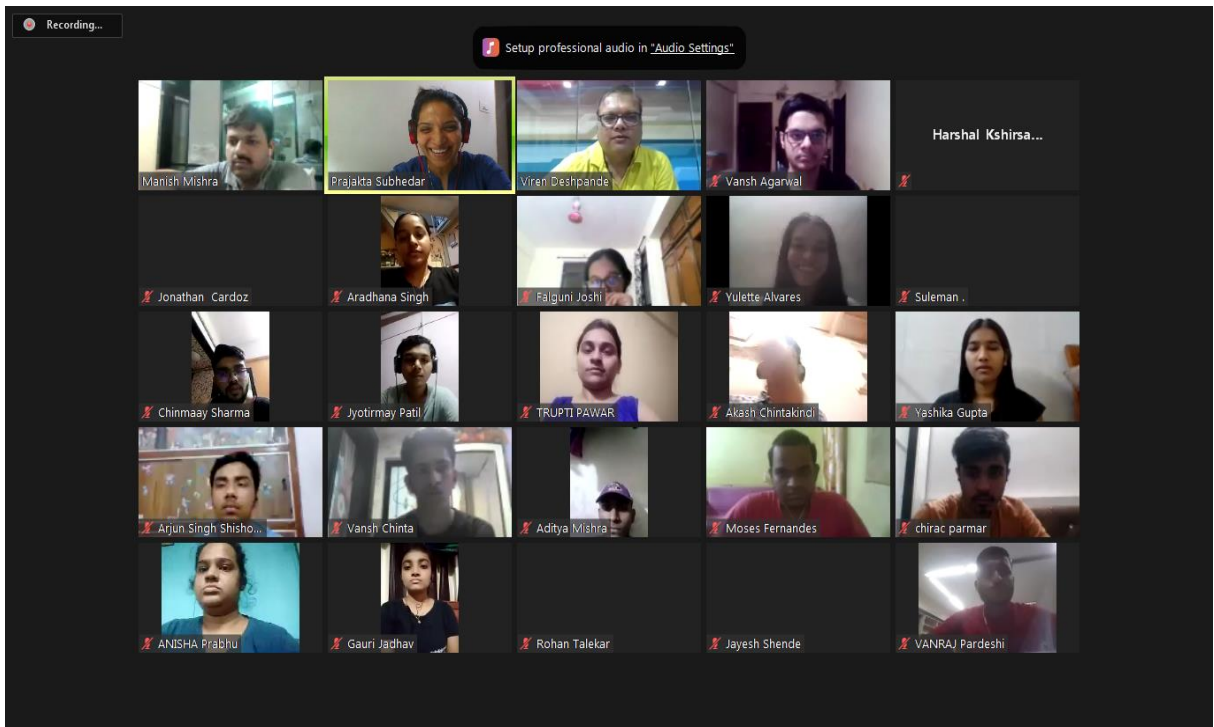 Recording...
Setup professional audio in "Audio Settings"
Manish Mishra
Prajakta Subhedar
Viren Deshpande
Vansh Agarwal
Harshal Kshirsa...
Jonathan Cardoz
Aradhana Singh
Falguni Joshi
Yulette Alvares
Suleman .
Chinmaay Sharma
Jyotirmay Patil
TRUPTI PAWAR
Akash Chintakindi
Yashika Gupta
Arjun Singh Shisho...
Vansh Chinta
Aditya Mishra
Moses Fernandes
chirac parmar
ANISHA Prabhu
Gauri Jadhav
Rohan Talekar
Jayesh Shende
VANRAJ Pardeshi